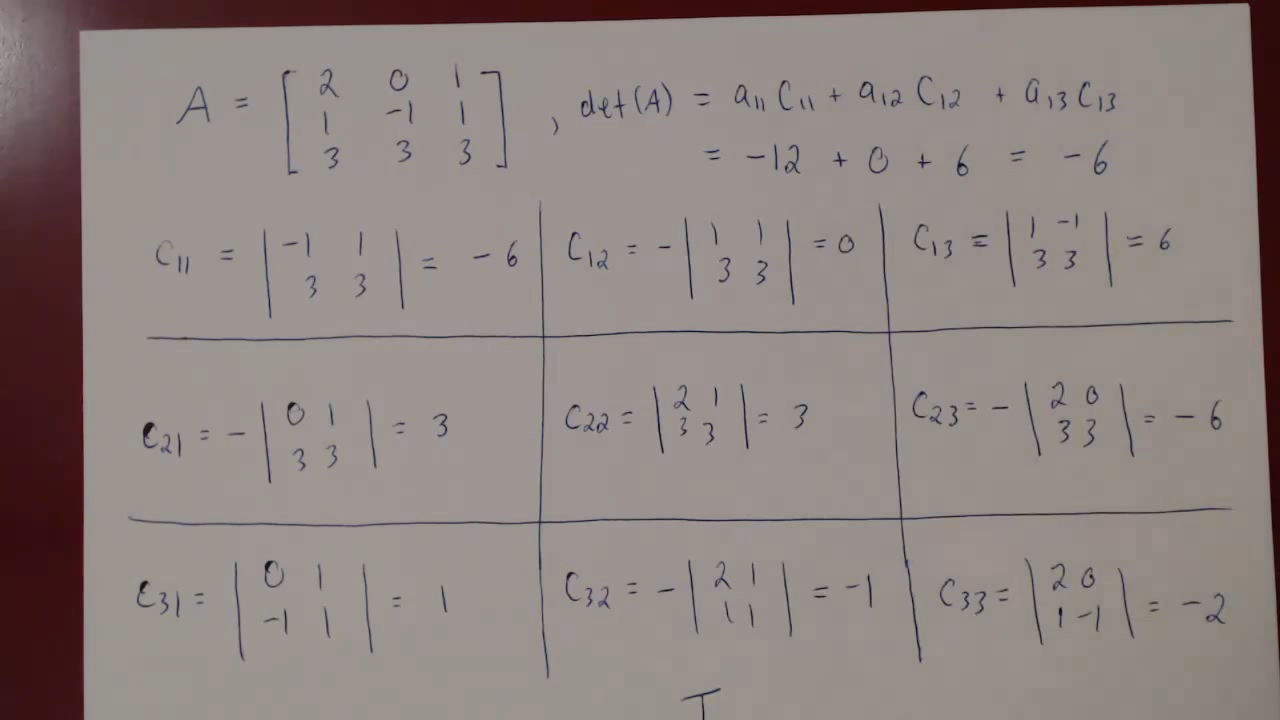 A = [ 2 0 1 , det(A) = a11 C11 + a12 C12 + a13 C13
1 -1 1
3 3 3 ] = -12 + 0 + 6 = -6
C11 = | -1 1 | = -6 C12 = - | 1 1 | = 0 C13 = | 1 -1 | = 6
3 3 3 3 3 3
C21 = - | 0 1 | = 3 C22 = | 2 1 | = 3 C23 = - | 2 0 | = -6
3 3 3 3 3 3
C31 = | 0 1 | = 1 C32 = - | 2 1 | = -1 C33 = | 2 0 | = -2
-1 1 1 1 1 -1
T